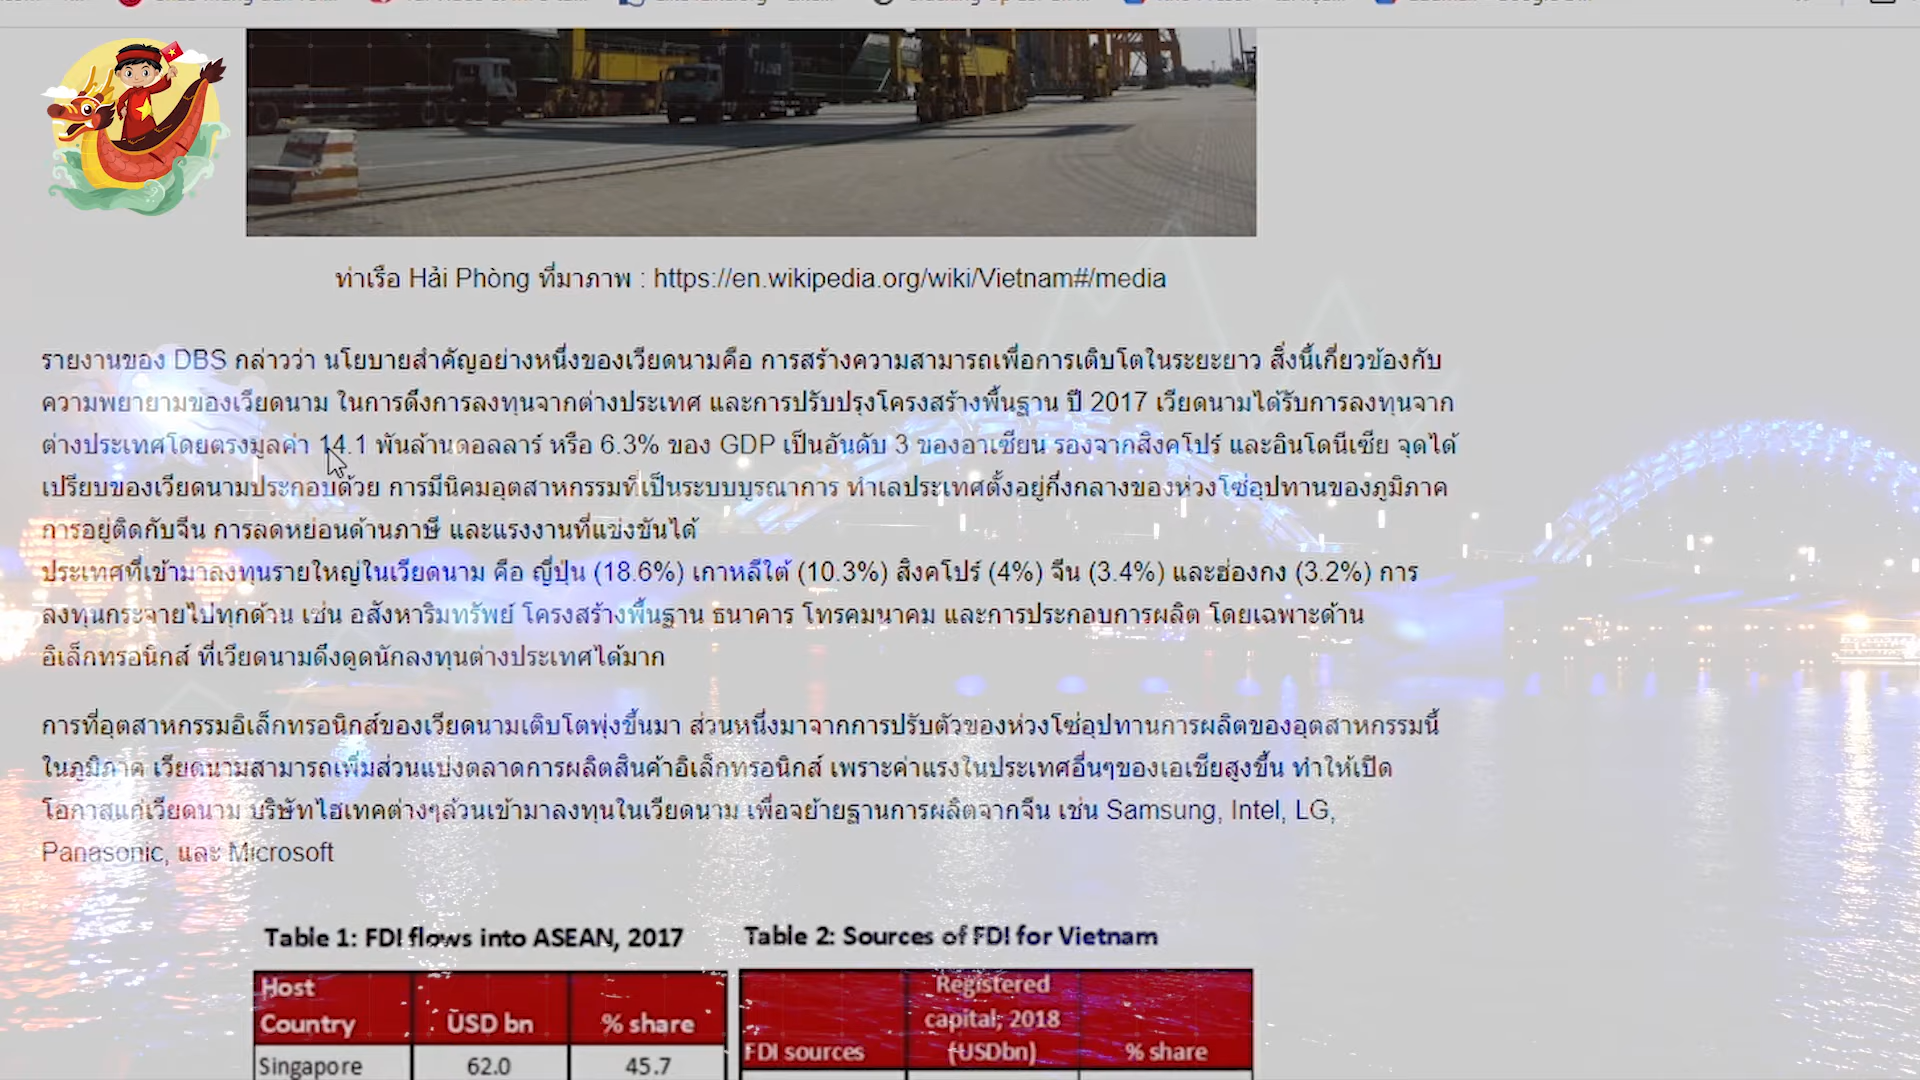 ท่าเรือ Hải Phòng ที่มาภาพ : https://en.wikipedia.org/wiki/Vietnam#/media
รายงานของ DBS กล่าวว่า นโยบายสำคัญอย่างหนึ่งของเวียดนามคือ การสร้างความสามารถเพื่อการเติบโตในระยะยาว สิ่งนี้เกี่ยวข้องกับ
ความพยายามของเวียดนาม ในการดึงการลงทุนจากต่างประเทศ และการปรับปรุงโครงสร้างพื้นฐาน ปี 2017 เวียดนามได้รับการลงทุนจาก
ต่างประเทศโดยตรงมูลค่า 14.1 พันล้านดอลลาร์ หรือ 6.3% ของ GDP เป็นอันดับ 3 ของอาเซียน รองจากสิงคโปร์ และอินโดนีเซีย จุดได้
เปรียบของเวียดนามประกอบด้วย การมีนิคมอุตสาหกรรมที่เป็นระบบบูรณาการ ทำเลประเทศตั้งอยู่กึ่งกลางของห่วงโซ่อุปทานของภูมิภาค
การอยู่ติดกับจีน การลดหย่อนด้านภาษี และแรงงานที่แข่งขันได้
ประเทศที่เข้ามาลงทุนรายใหญ่ในเวียดนาม คือ ญี่ปุ่น (18.6%) เกาหลีใต้ (10.3%) สิงคโปร์ (4%) จีน (3.4%) และฮ่องกง (3.2%) การ
ลงทุนกระจายไปทุกด้าน เช่น อสังหาริมทรัพย์ โครงสร้างพื้นฐาน ธนาคาร โทรคมนาคม และการประกอบการผลิต โดยเฉพาะด้าน
อิเล็กทรอนิกส์ ที่เวียดนามดึงดูดนักลงทุนต่างประเทศได้มาก
การที่อุตสาหกรรมอิเล็กทรอนิกส์ของเวียดนามเติบโตพุ่งขึ้นมา ส่วนหนึ่งมาจากการปรับตัวของห่วงโซ่อุปทานการผลิตของอุตสาหกรรมนี้
ในภูมิภาค เวียดนามสามารถเพิ่มส่วนแบ่งตลาดการผลิตสินค้าอิเล็กทรอนิกส์ เพราะค่าแรงในประเทศอื่นๆของเอเชียสูงขึ้น ทำให้เปิด
โอกาสแก่เวียดนาม บริษัทไฮเทคต่างๆล้วนเข้ามาลงทุนในเวียดนาม เพื่อจย้ายฐานการผลิตจากจีน เช่น Samsung, Intel, LG,
Panasonic, และ Microsoft
Table 1: FDI flows into ASEAN, 2017
Host Country USD bn % share
Singapore 62.0 45.7
Table 2: Sources of FDI for Vietnam
FDI sources Registered capital, 2018 (USDbn) % share